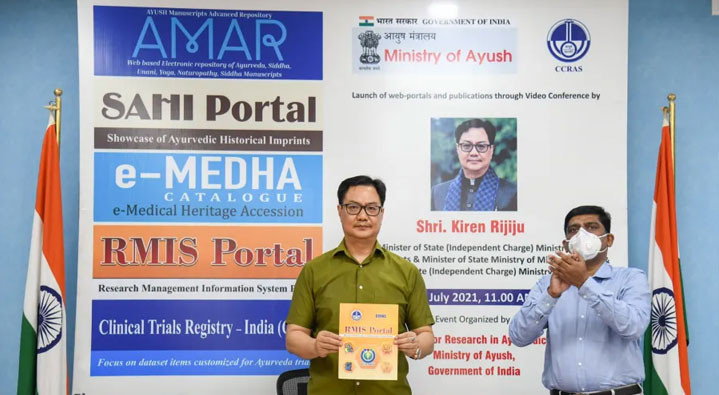 AYUSH Manuscripts Advanced Repository
AMAR
Web based Electronic repository of Ayurveda, Siddha,
Unani, Yoga, Naturopathy, Siddha Manuscripts
SAHI Portal
Showcase of Ayurvedic Historical Imprints
e-MEDHA
CATALOGUE
e-Medical Heritage Accession
RMIS Portal
Research Management Information System
Clinical Trials Registry – India
Focus on dataset items customized for Ayurveda
भारत सरकार GOVERNMENT OF INDIA
आयुष मंत्रालय
Ministry of Ayush
CCRAS
Launch of web-portals and publications through Video Conference by
Shri. Kiren Rijiju
Minister of State (Independent Charge)
& Minister of State Ministry of
(Independent Charge)
July 2021, 11.00
Event Organized by
for Research in
Ministry of Ayush,
Government of India
RMIS Portal